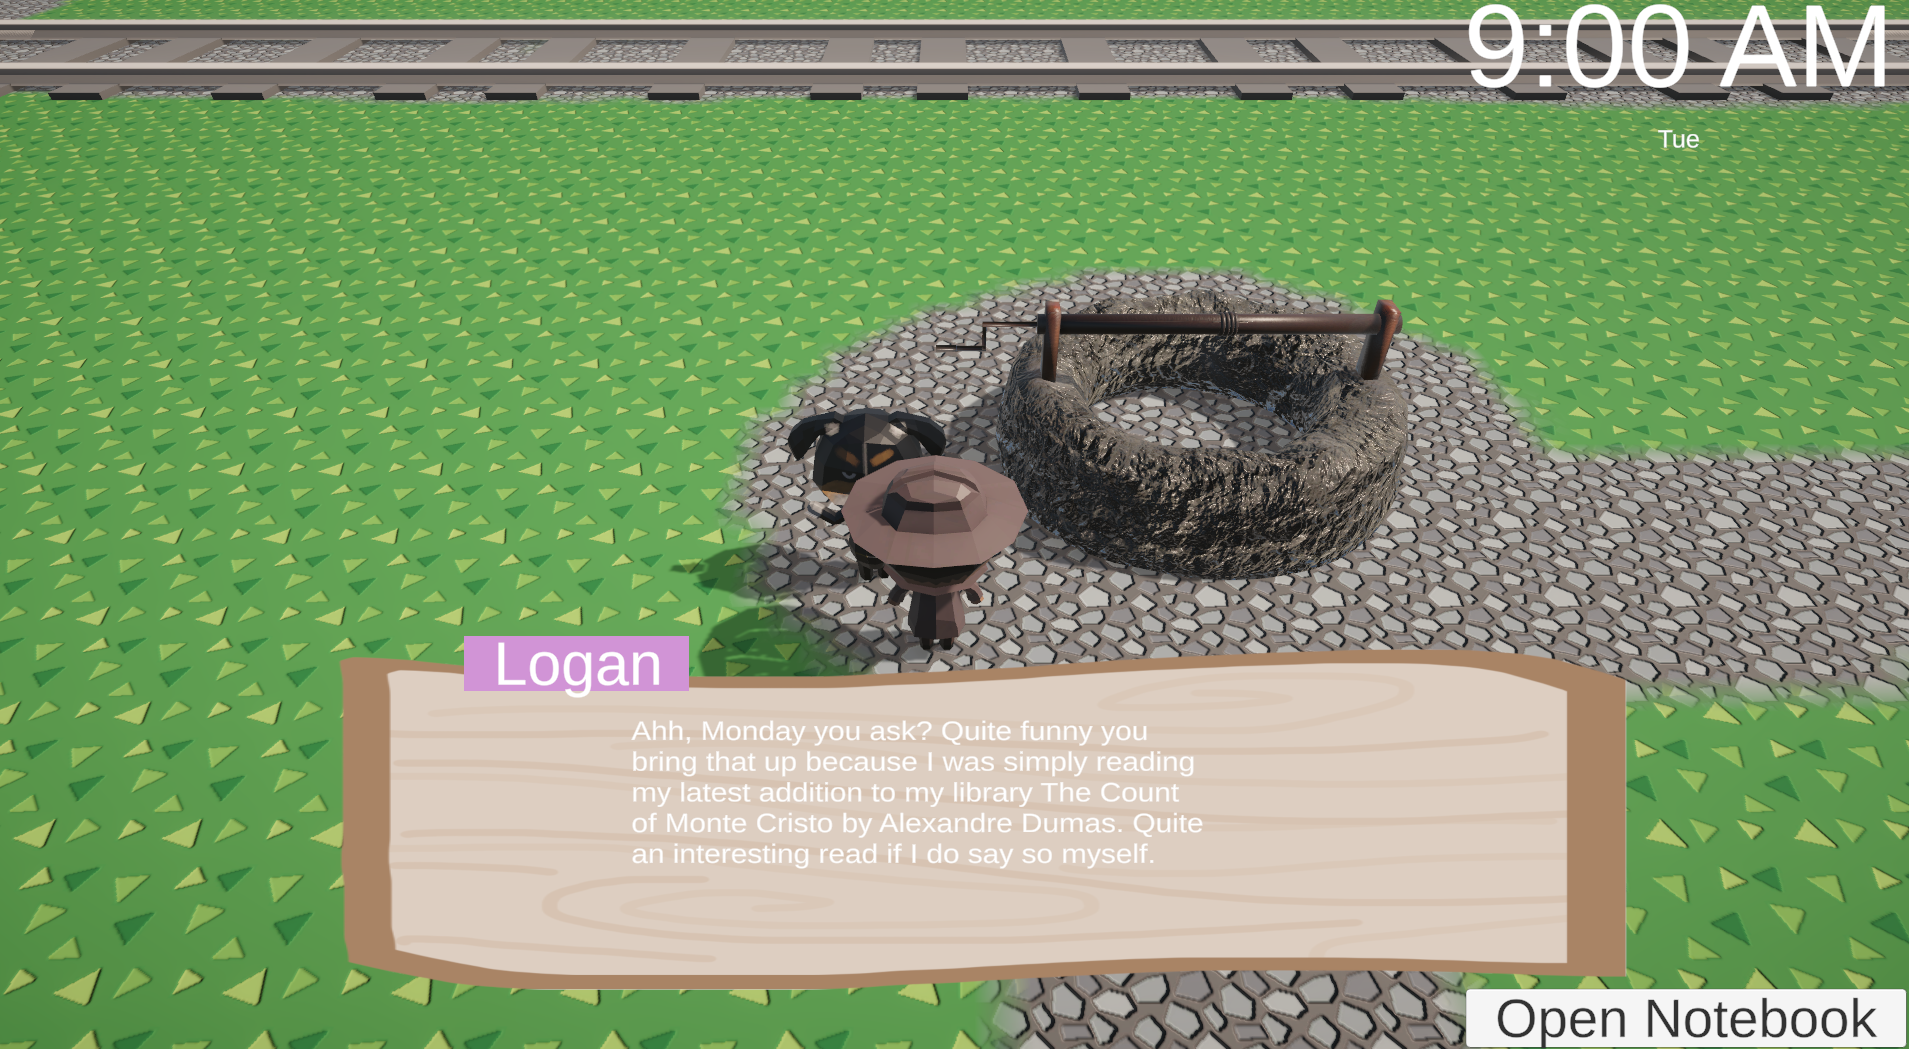 9:00 AM
Tue
Logan
Ahh, Monday you ask? Quite funny you
bring that up because I was simply reading
my latest addition to my library The Count
of Monte Cristo by Alexandre Dumas. Quite
an interesting read if I do say so myself.
Open Notebook